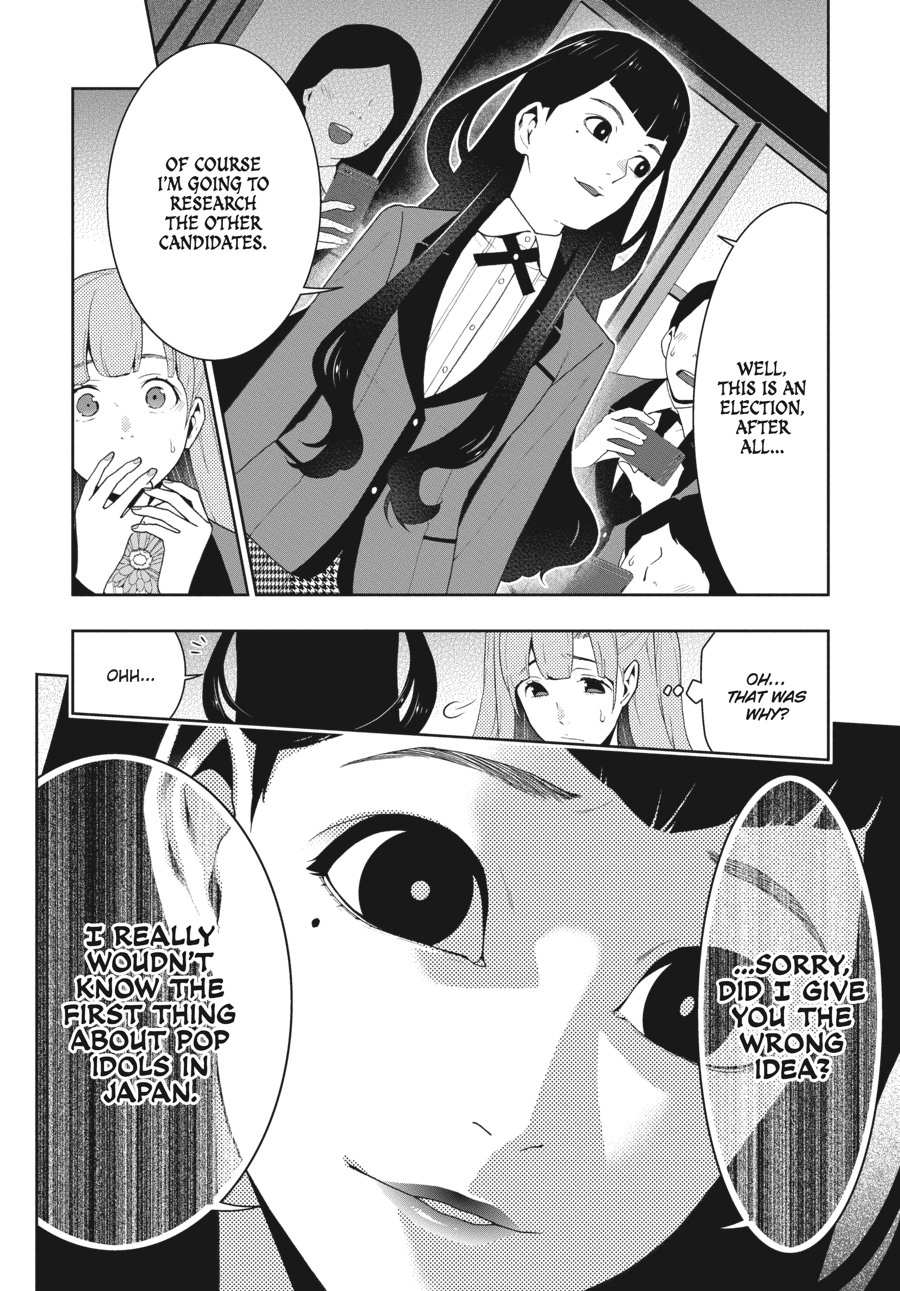 WELL,
THIS IS AN
ELECTION,
AFTER
ALL...
OF COURSE
I'M GOING TO
RESEARCH
THE OTHER
CANDIDATES.
OH...
THAT WAS
WHY?
OHH...
...SORRY,
DID I GIVE
YOU THE
WRONG
IDEA?
I REALLY
WOUDN'T
KNOW THE
FIRST THING
ABOUT POP
IDOLS IN
JAPAN.